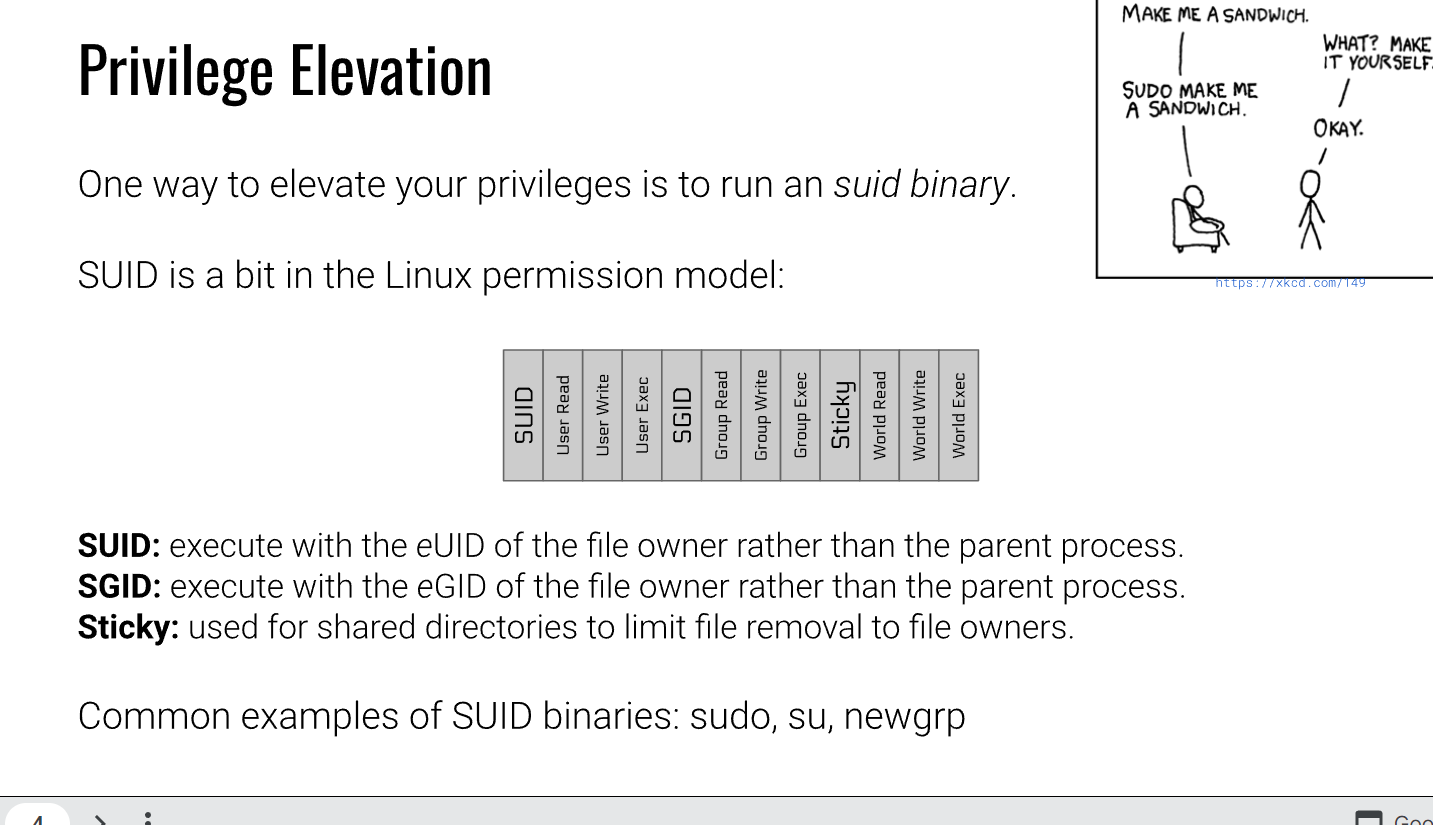 Privilege Elevation
MAKE ME A SANDWICH.
WHAT? MAKE
IT YOURSELF.
SUDO MAKE ME
A SANDWICH.
OKAY.
https://xkcd.com/149
One way to elevate your privileges is to run an suid binary.
SUID is a bit in the Linux permission model:
SUID
User Read
User Write
User Exec
SGID
Group Read
Group Write
Group Exec
Sticky
World Read
World Write
World Exec
SUID: execute with the eUID of the file owner rather than the parent process.
SGID: execute with the eGID of the file owner rather than the parent process.
Sticky: used for shared directories to limit file removal to file owners.
Common examples of SUID binaries: sudo, su, newgrp
4